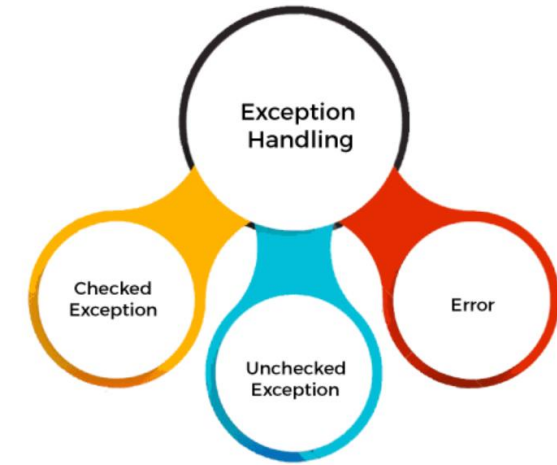 Exception
Handling
Checked
Exception
Unchecked
Exception
Error